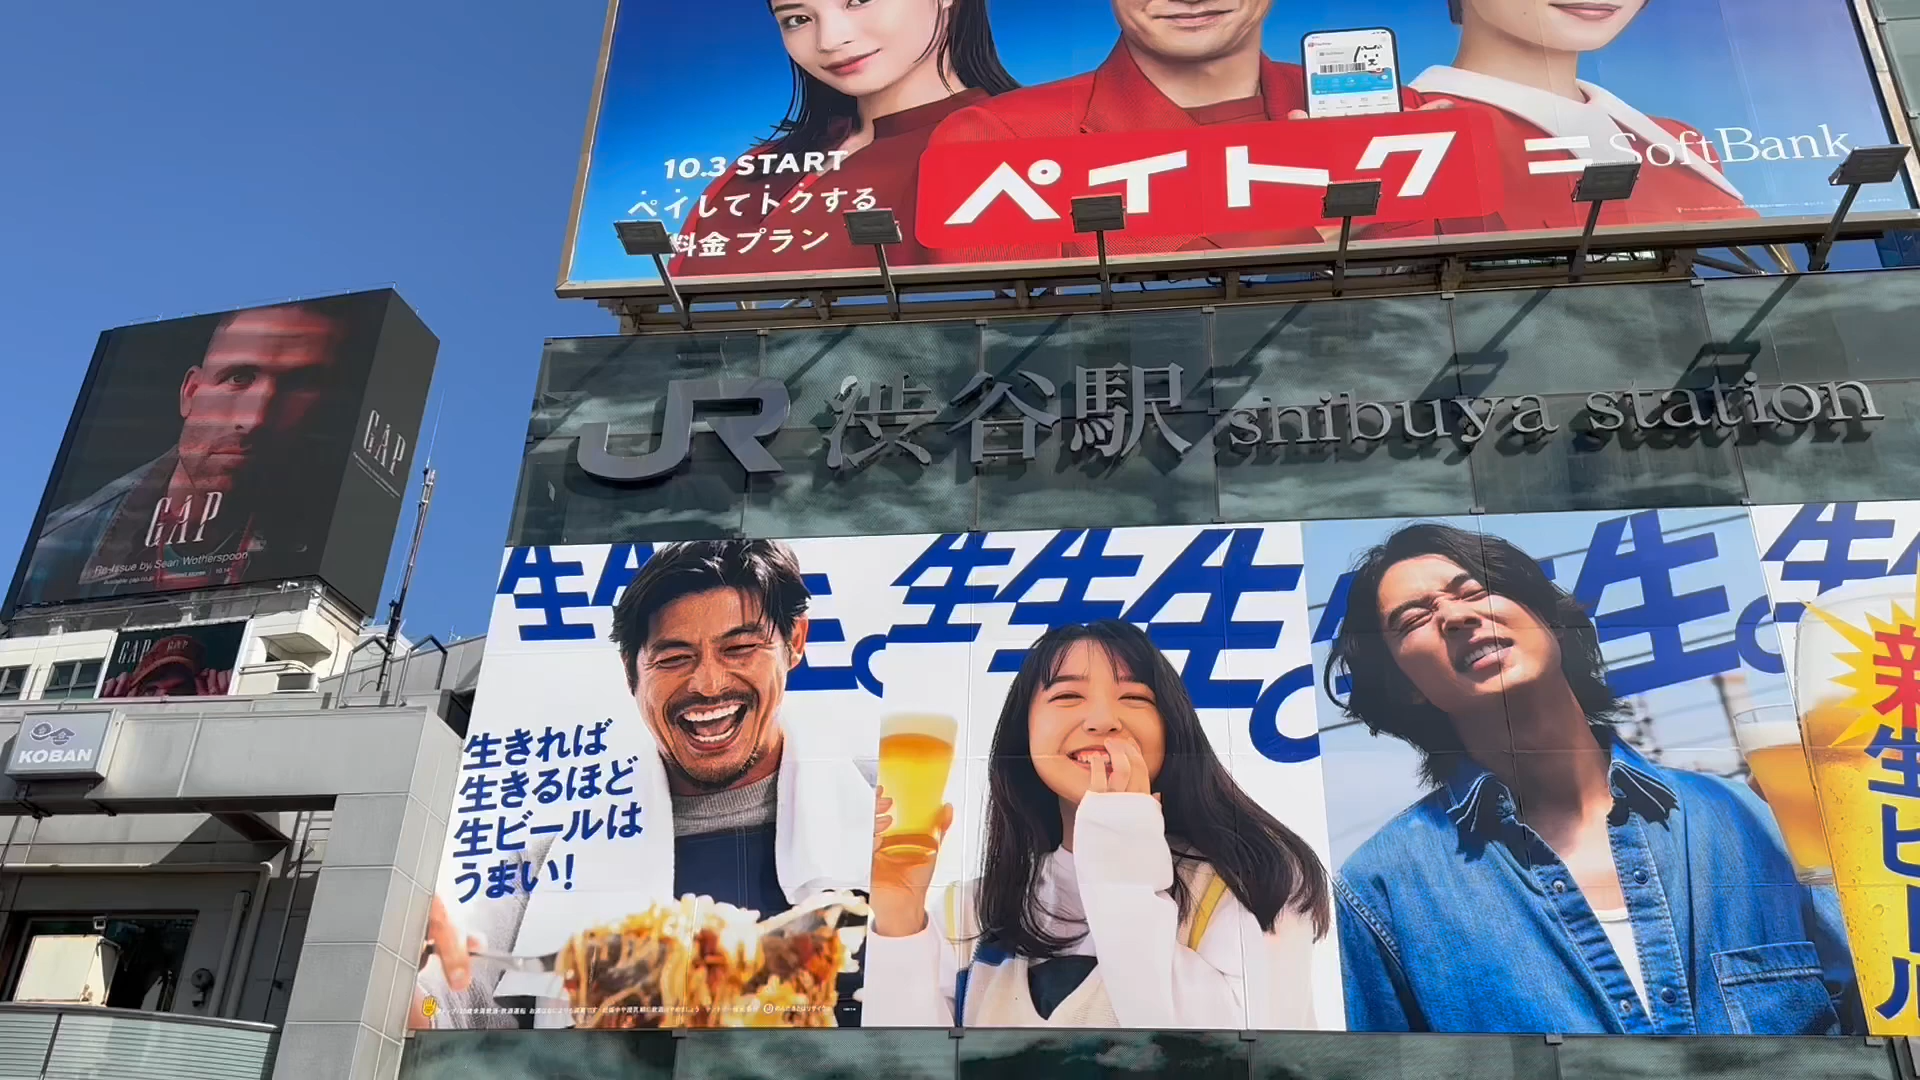 10.3 START
ペイしてトクする
料金プラン
ペイトク
= SoftBank
JR 渋谷駅 shibuya station
GAP
Re-Issue by Sean Wotherspoon
GAP
GAP GAP
KOBAN
生
生。
生生生。
生。
生
生きれば
生きるほど
生ビールは
うまい!
新
生ビール